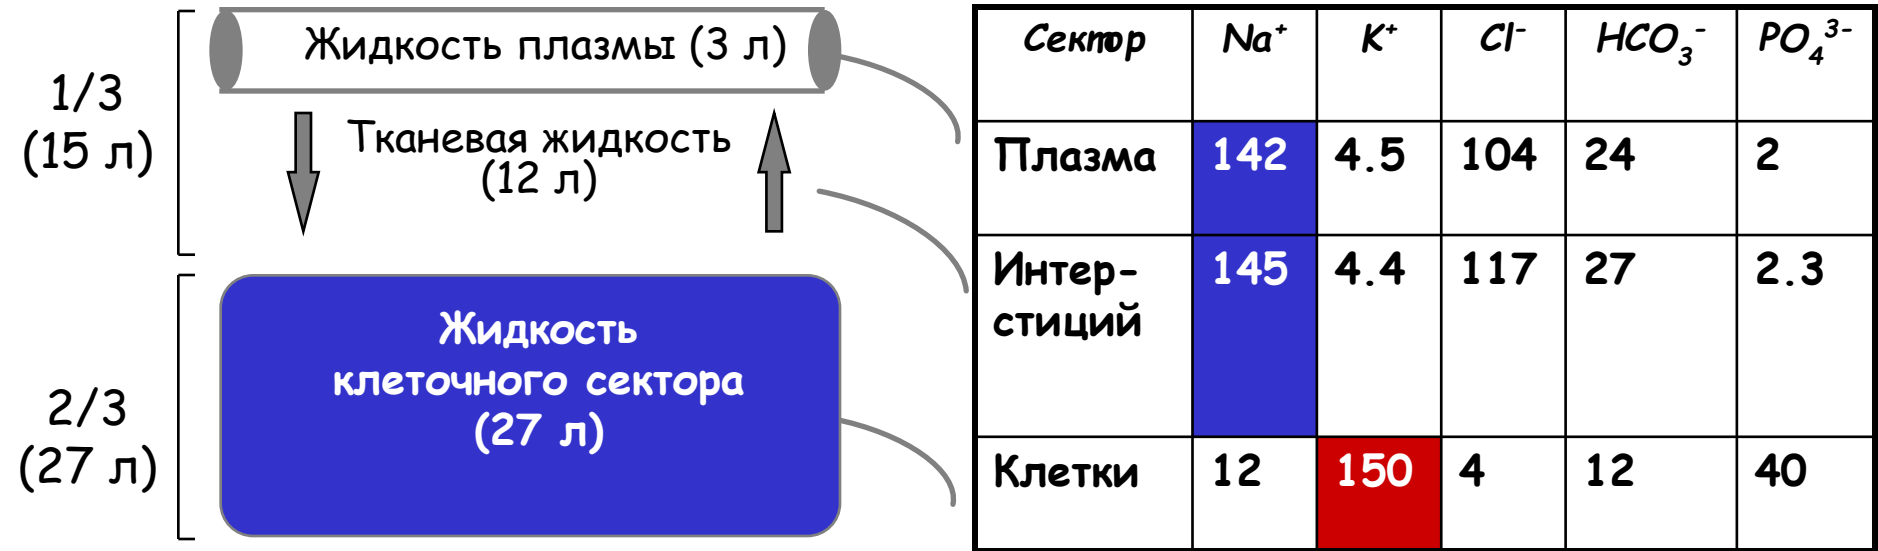 1/3
(15 л)
Жидкость плазмы (3 л)
Тканевая жидкость
(12 л)
2/3
(27 л)
Жидкость
клеточного сектора
(27 л)
Сектор Na⁺ K⁺ Cl⁻ HCO₃⁻ PO₄³⁻
Плазма 142 4.5 104 24 2
Интер- 145 4.4 117 27 2.3
стиций
Клетки 12 150 4 12 40